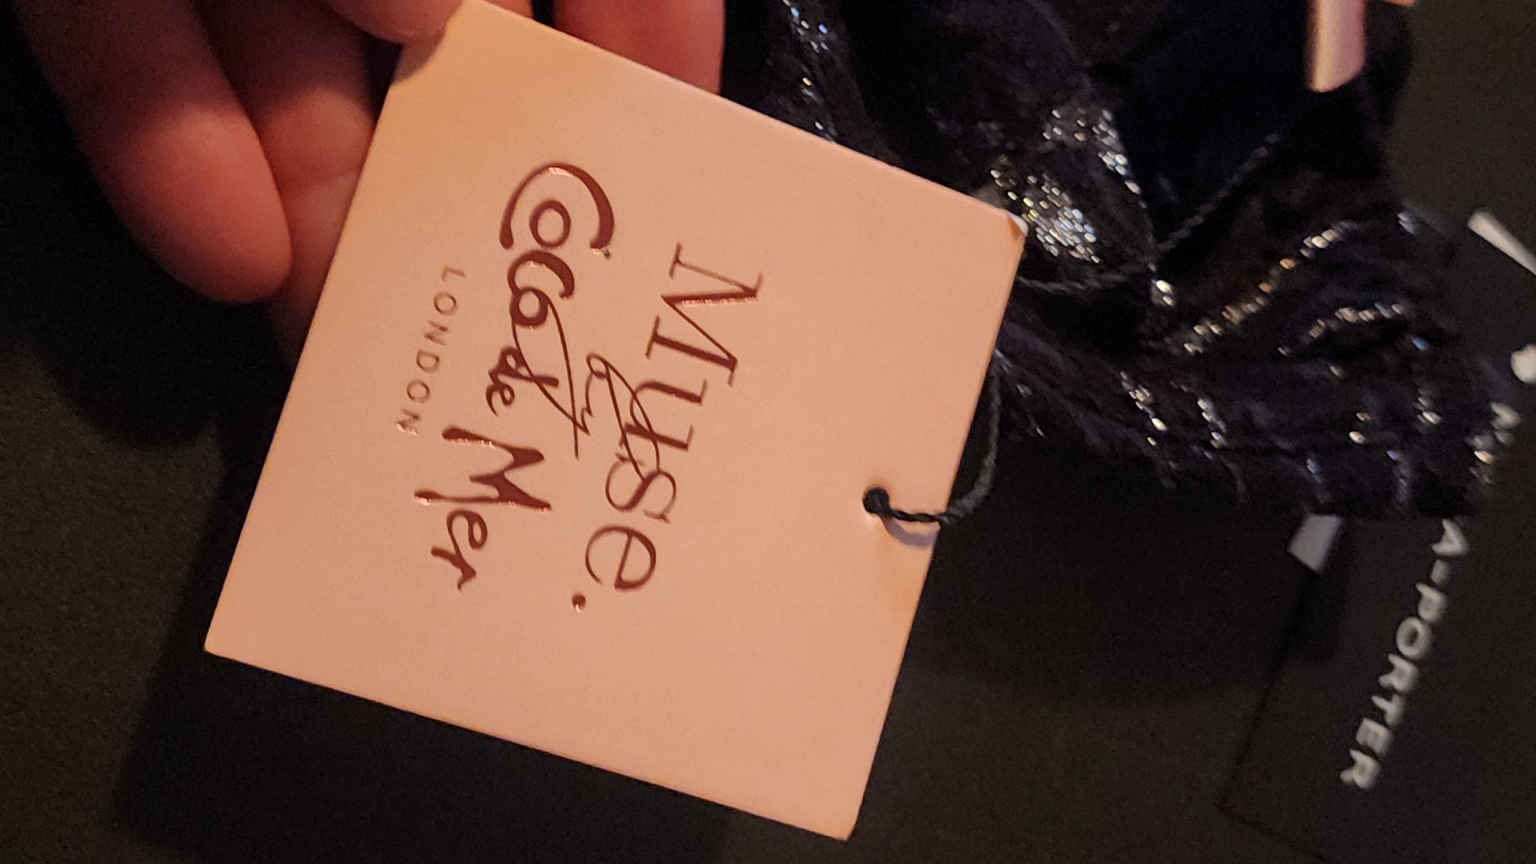 Muse.
by
Coco de Mer
LONDON
A-PORTER